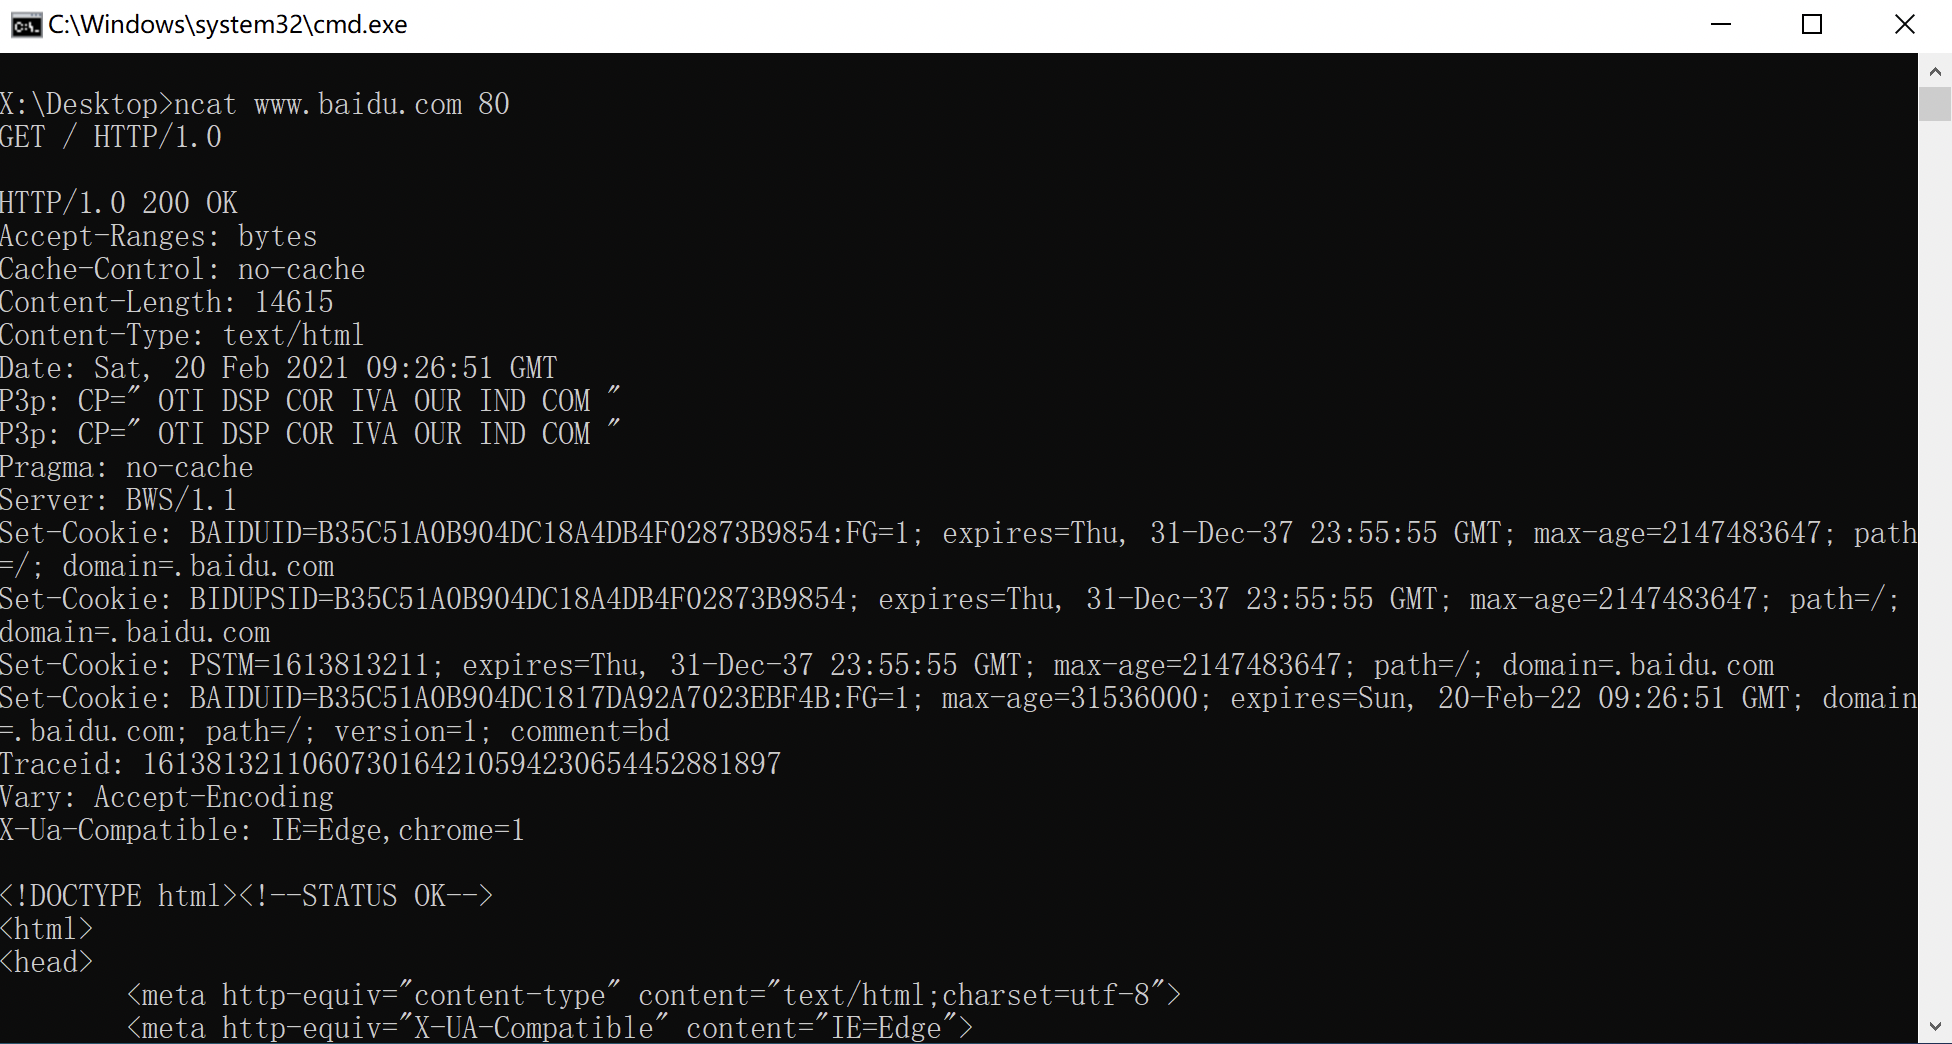 C:\Windows\system32\cmd.exe
X:\Desktop>ncat www.baidu.com 80
GET / HTTP/1.0
HTTP/1.0 200 OK
Accept-Ranges: bytes
Cache-Control: no-cache
Content-Length: 14615
Content-Type: text/html
Date: Sat, 20 Feb 2021 09:26:51 GMT
P3p: CP=" OTI DSP COR IVA OUR IND COM "
P3p: CP=" OTI DSP COR IVA OUR IND COM "
Pragma: no-cache
Server: BWS/1.1
Set-Cookie: BAIDUID=B35C51A0B904DC18A4DB4F02873B9854:FG=1; expires=Thu, 31-Dec-37 23:55:55 GMT; max-age=2147483647; path
=/; domain=.baidu.com
Set-Cookie: BIDUPSID=B35C51A0B904DC18A4DB4F02873B9854; expires=Thu, 31-Dec-37 23:55:55 GMT; max-age=2147483647; path=/;
domain=.baidu.com
Set-Cookie: PSTM=1613813211; expires=Thu, 31-Dec-37 23:55:55 GMT; max-age=2147483647; path=/; domain=.baidu.com
Set-Cookie: BAIDUID=B35C51A0B904DC1817DA92A7023EBF4B:FG=1; max-age=31536000; expires=Sun, 20-Feb-22 09:26:51 GMT; domain
=.baidu.com; path=/; version=1; comment=bd
Traceid: 1613813211060730164210594230654452881897
Vary: Accept-Encoding
X-Ua-Compatible: IE=Edge,chrome=1
<!DOCTYPE html><!--STATUS OK-->
<html>
<head>
<meta http-equiv="content-type" content="text/html;charset=utf-8">
<meta http-equiv="X-UA-Compatible" content="IE=Edge">